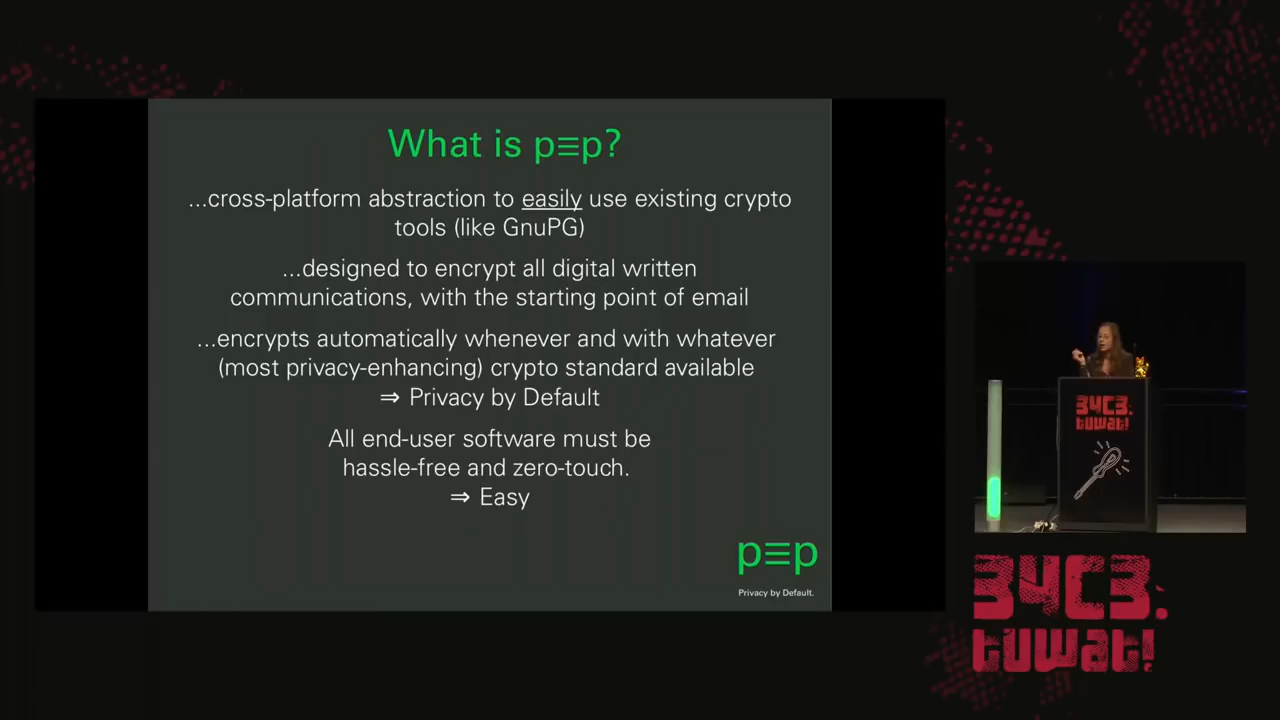 What is p≡p?
...cross-platform abstraction to easily use existing crypto
tools (like GnuPG)
...designed to encrypt all digital written
communications, with the starting point of email
...encrypts automatically whenever and with whatever
(most privacy-enhancing) crypto standard available
⇒ Privacy by Default
All end-user software must be
hassle-free and zero-touch.
⇒ Easy
p≡p
Privacy by Default.
34C3.
tuwat!
34C3.
tuwat!